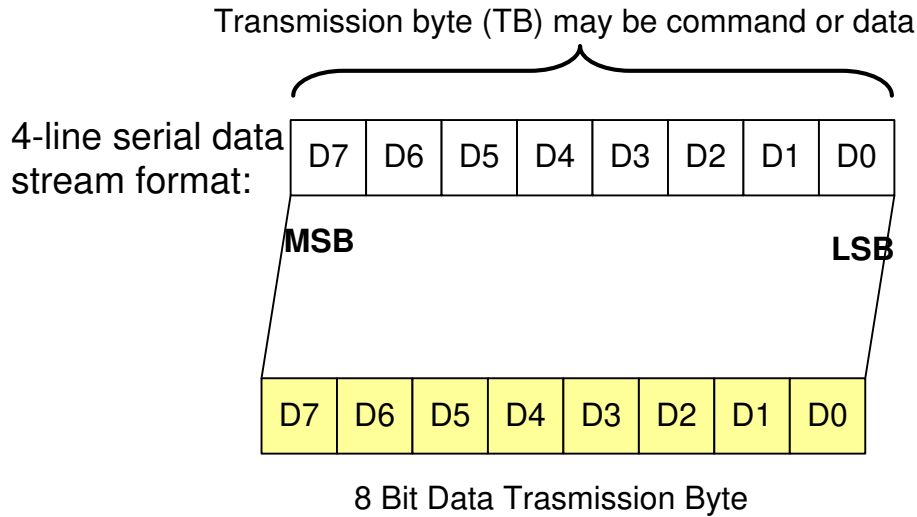 Transmission byte (TB) may be command or data
4-line serial data
stream format:
D7 D6 D5 D4 D3 D2 D1 D0
MSB LSB
D7 D6 D5 D4 D3 D2 D1 D0
8 Bit Data Trasmission Byte